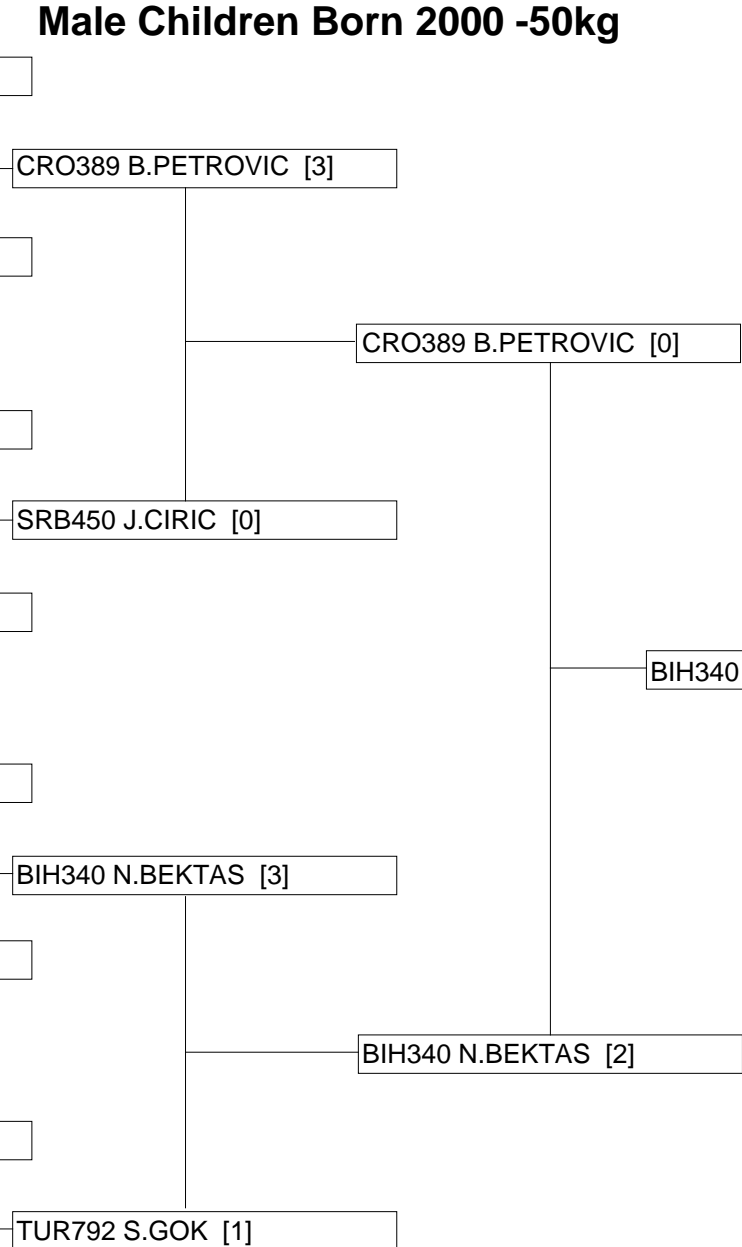 Male Children Born 2000 -50kg
CRO389 B.PETROVIC [3]
CRO389 B.PETROVIC [0]
SRB450 J.CIRIC [0]
BIH340
BIH340 N.BEKTAS [3]
BIH340 N.BEKTAS [2]
TUR792 S.GOK [1]